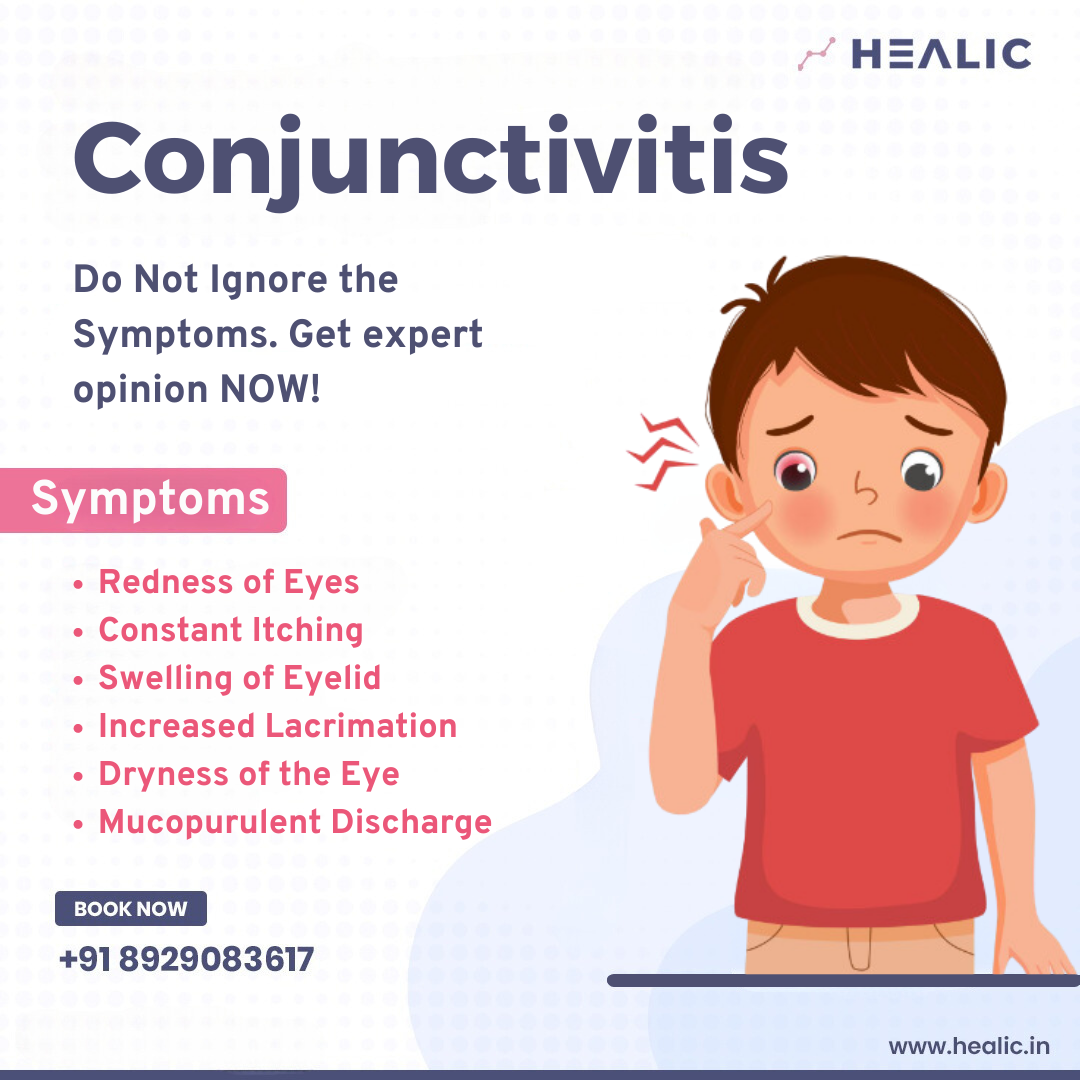 HEALIC
Conjunctivitis
Do Not Ignore the
Symptoms. Get expert
opinion NOW!
Symptoms
• Redness of Eyes
• Constant Itching
• Swelling of Eyelid
• Increased Lacrimation
• Dryness of the Eye
• Mucopurulent Discharge
BOOK NOW
+91 8929083617
www.healic.in